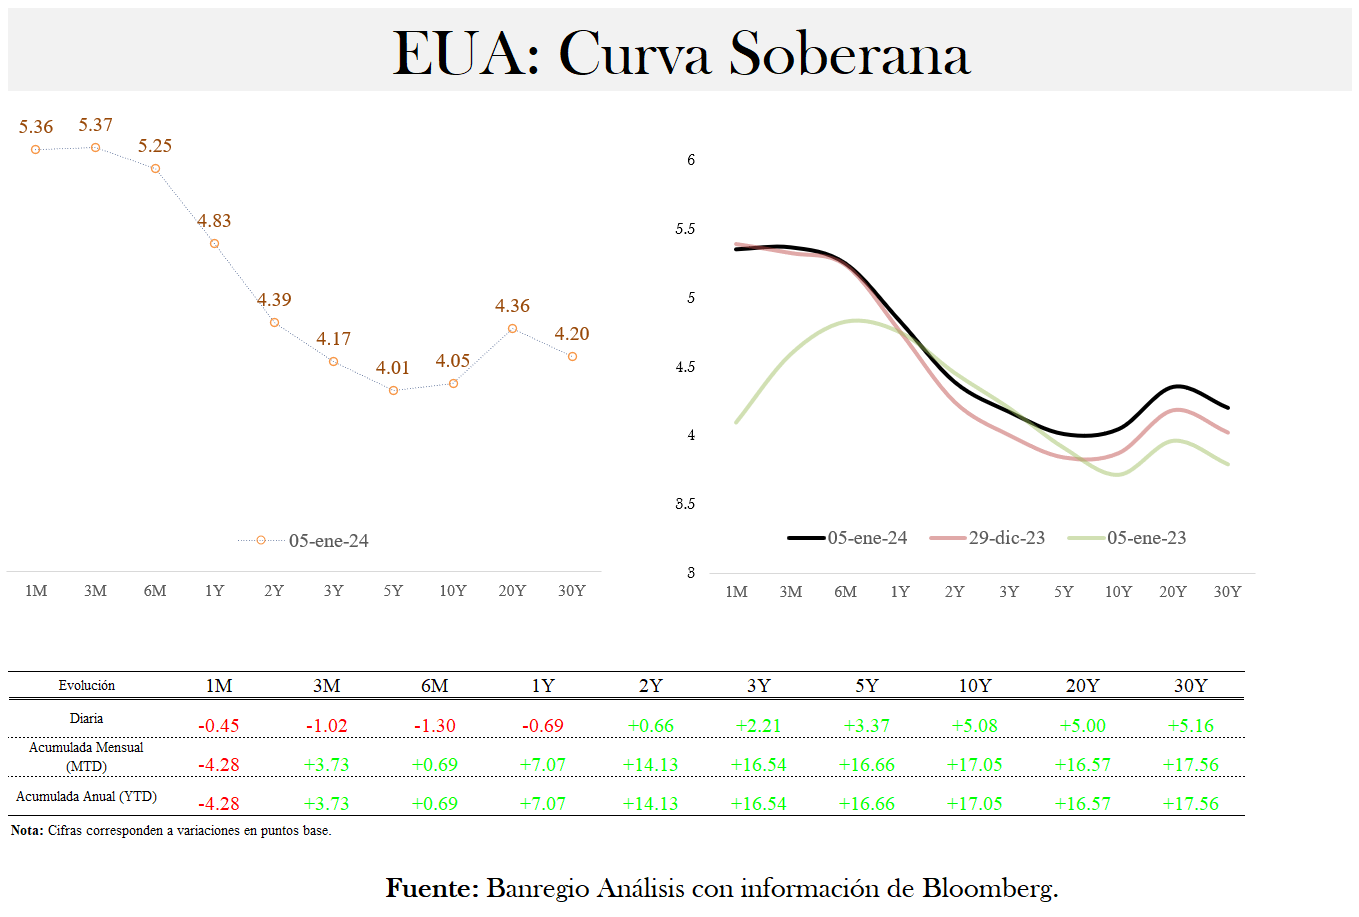 EUA: Curva Soberana
5.36
5.37
5.25
4.83
4.39
4.17
4.01
4.05
4.36
4.20
05-ene-24
1M 3M 6M 1Y 2Y 3Y 5Y 10Y 20Y 30Y
6
5.5
5
4.5
4
3.5
3
05-ene-24 29-dic-23 05-ene-23
1M 3M 6M 1Y 2Y 3Y 5Y 10Y 20Y 30Y
Evolución 1M 3M 6M 1Y 2Y 3Y 5Y 10Y 20Y 30Y
Diaria -0.45 -1.02 -1.30 -0.69 +0.66 +2.21 +3.37 +5.08 +5.00 +5.16
Acumulada Mensual
(MTD) -4.28 +3.73 +0.69 +7.07 +14.13 +16.54 +16.66 +17.05 +16.57 +17.56
Acumulada Anual (YTD) -4.28 +3.73 +0.69 +7.07 +14.13 +16.54 +16.66 +17.05 +16.57 +17.56
Nota: Cifras corresponden a variaciones en puntos base.
Fuente: Banregio Análisis con información de Bloomberg.